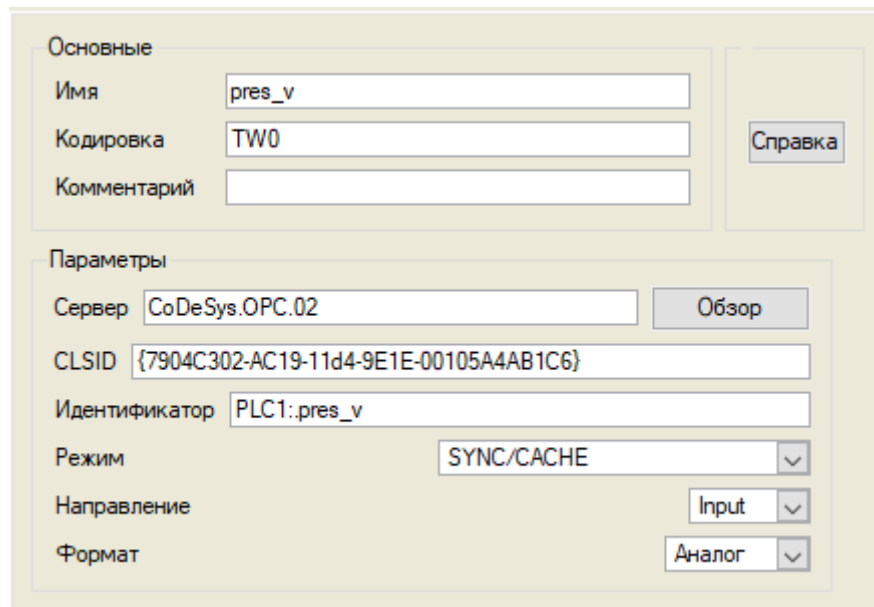 Основные
Имя pres_v
Кодировка TW0
Комментарий
Справка
Параметры
Сервер CoDeSys.OPC.02 Обзор
CLSID {7904C302-AC19-11d4-9E1E-00105A4AB1C6}
Идентификатор PLC1:.pres_v
Режим SYNC/CACHE
Направление Input
Формат Аналог